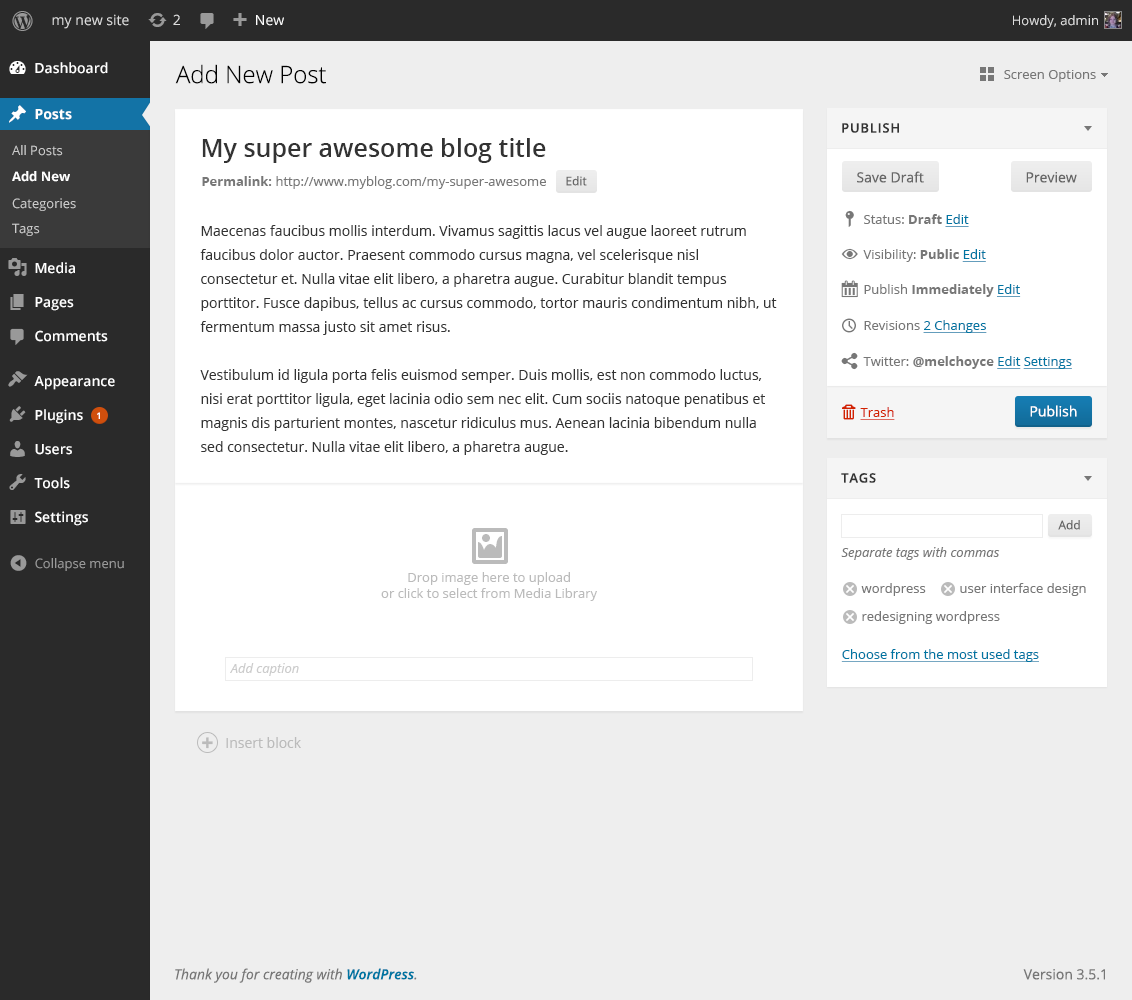 my new site 2 New Howdy, admin
Dashboard
Posts
All Posts
Add New
Categories
Tags
Media
Pages
Comments
Appearance
Plugins 1
Users
Tools
Settings
Collapse menu
Add New Post
Screen Options
My super awesome blog title
Permalink: http://www.myblog.com/my-super-awesome Edit
Maecenas faucibus mollis interdum. Vivamus sagittis lacus vel augue laoreet rutrum
faucibus dolor auctor. Praesent commodo cursus magna, vel scelerisque nisl
consectetur et. Nulla vitae elit libero, a pharetra augue. Curabitur blandit tempus
porttitor. Fusce dapibus, tellus ac cursus commodo, tortor mauris condimentum nibh, ut
fermentum massa justo sit amet risus.
Vestibulum id ligula porta felis euismod semper. Duis mollis, est non commodo luctus,
nisi erat porttitor ligula, eget lacinia odio sem nec elit. Cum sociis natoque penatibus et
magnis dis parturient montes, nascetur ridiculus mus. Aenean lacinia bibendum nulla
sed consectetur. Nulla vitae elit libero, a pharetra augue.
Drop image here to upload
or click to select from Media Library
Add caption
Insert block
PUBLISH
Save Draft Preview
Status: Draft Edit
Visibility: Public Edit
Publish Immediately Edit
Revisions 2 Changes
Twitter: @melchoyce Edit Settings
Trash Publish
TAGS
Add
Separate tags with commas
wordpress user interface design
redesigning wordpress
Choose from the most used tags
Thank you for creating with WordPress.
Version 3.5.1